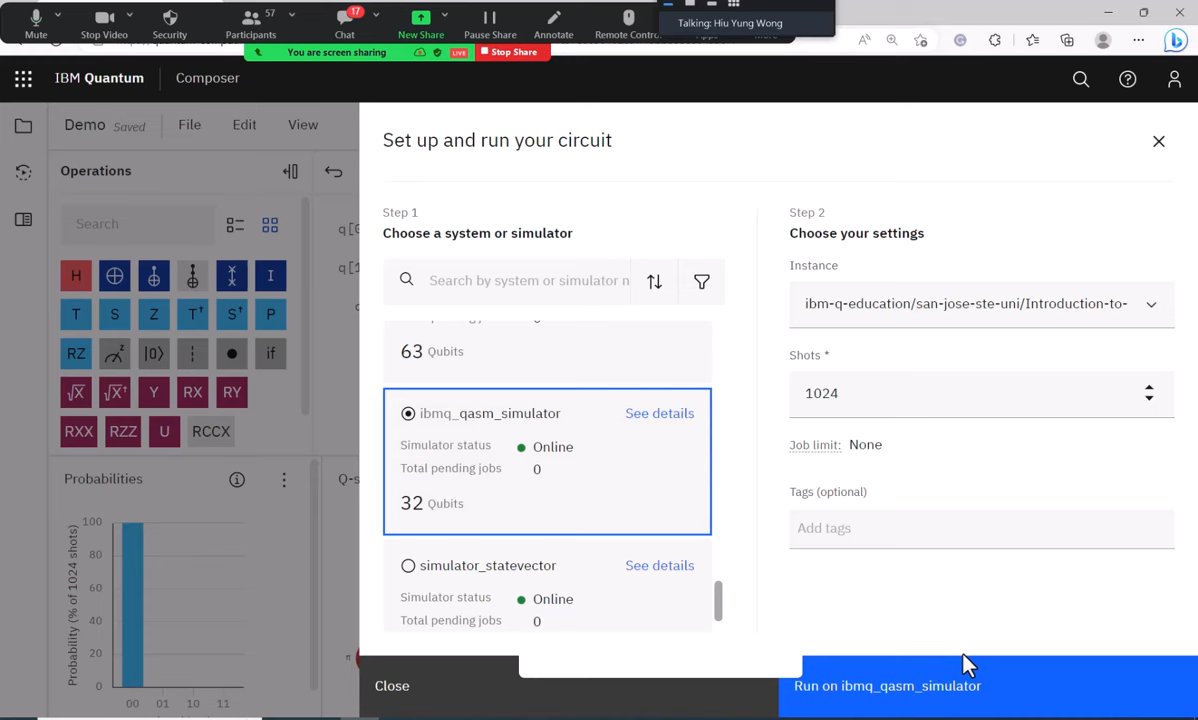 Talking: Hiu Yung Wong
57
17
Mute
Stop Video
Security
Participants
Chat
New Share
Pause Share
Annotate
Remote Control
You are screen sharing
LIVE
Stop Share
IBM Quantum
Composer
Demo Saved File Edit View
Operations
Search
H I
T S Z T† S† P
RZ |0⟩ if
√X √X† Y RX RY
RXX RZZ U RCCX
Probabilities
Probability (% of 1024 shots)
100
80
60
40
20
0
00 01 10 11
Set up and run your circuit
Step 1
Choose a system or simulator
Search by system or simulator n
63 Qubits
ibmq_qasm_simulator See details
Simulator status Online
Total pending jobs 0
32 Qubits
simulator_statevector See details
Simulator status Online
Total pending jobs 0
Step 2
Choose your settings
Instance
ibm-q-education/san-jose-ste-uni/Introduction-to-
Shots *
1024
Job limit: None
Tags (optional)
Add tags
Close
Run on ibmq_qasm_simulator